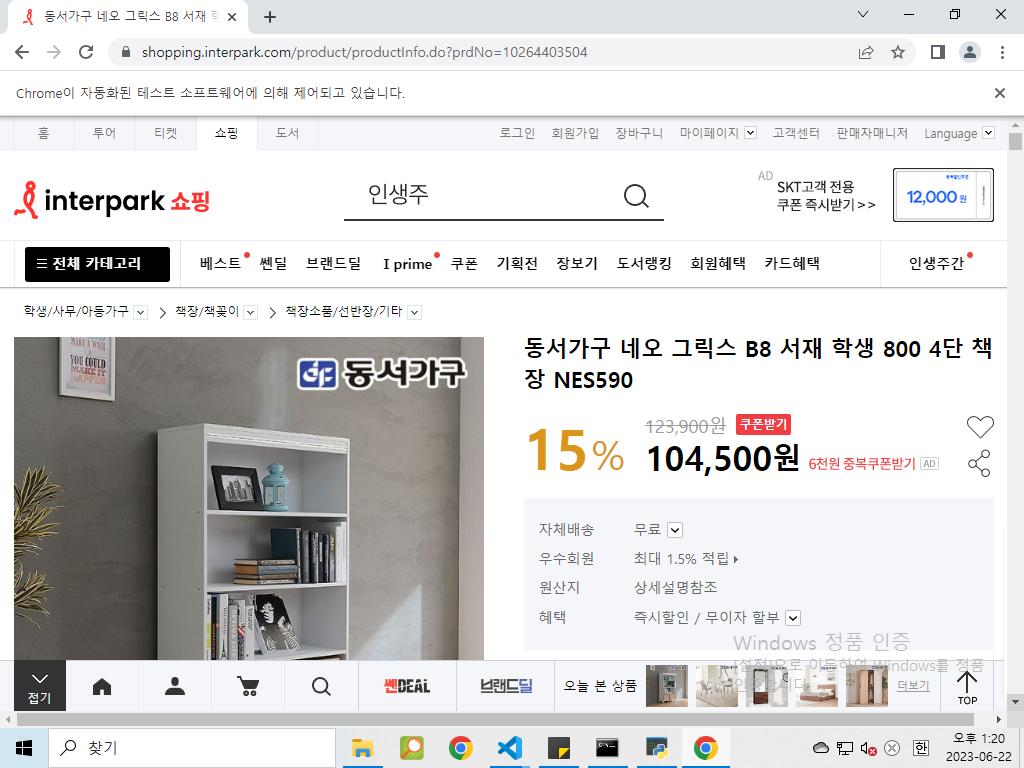 동서가구 네오 그릭스 B8 서재 학
shopping.interpark.com/product/productInfo.do?prdNo=10264403504
Chrome이 자동화된 테스트 소프트웨어에 의해 제어되고 있습니다.
홈 투어 티켓 쇼핑 도서 로그인 회원가입 장바구니 마이페이지 고객센터 판매자매니저 Language
interpark 쇼핑
인생주
AD SKT고객 전용
쿠폰 즉시받기 >>
12,000 원
전체 카테고리 베스트 쎈딜 브랜드딜 I prime 쿠폰 기획전 장보기 도서랭킹 회원혜택 카드혜택 인생주간
학생/사무/아동가구 > 책장/책꽂이 > 책장소품/선반장/기타
MAKE A WISH
YOU COULD
MAKE IT
HAPPEN
동서가구
동서가구 네오 그릭스 B8 서재 학생 800 4단 책
장 NES590
123,900원 쿠폰받기
15% 104,500원 6천원 중복쿠폰받기 AD
자체배송 무료
우수회원 최대 1.5% 적립
원산지 상세설명참조
혜택 즉시할인 / 무이자 할부
Windows 정품 인증
[설정]으로 이동하여 Windows를 정품
인증합니다.
접기
쎈DEAL 브랜드딜 오늘 본 상품 더보기 TOP
찾기
한
오후 1:20
2023-06-22